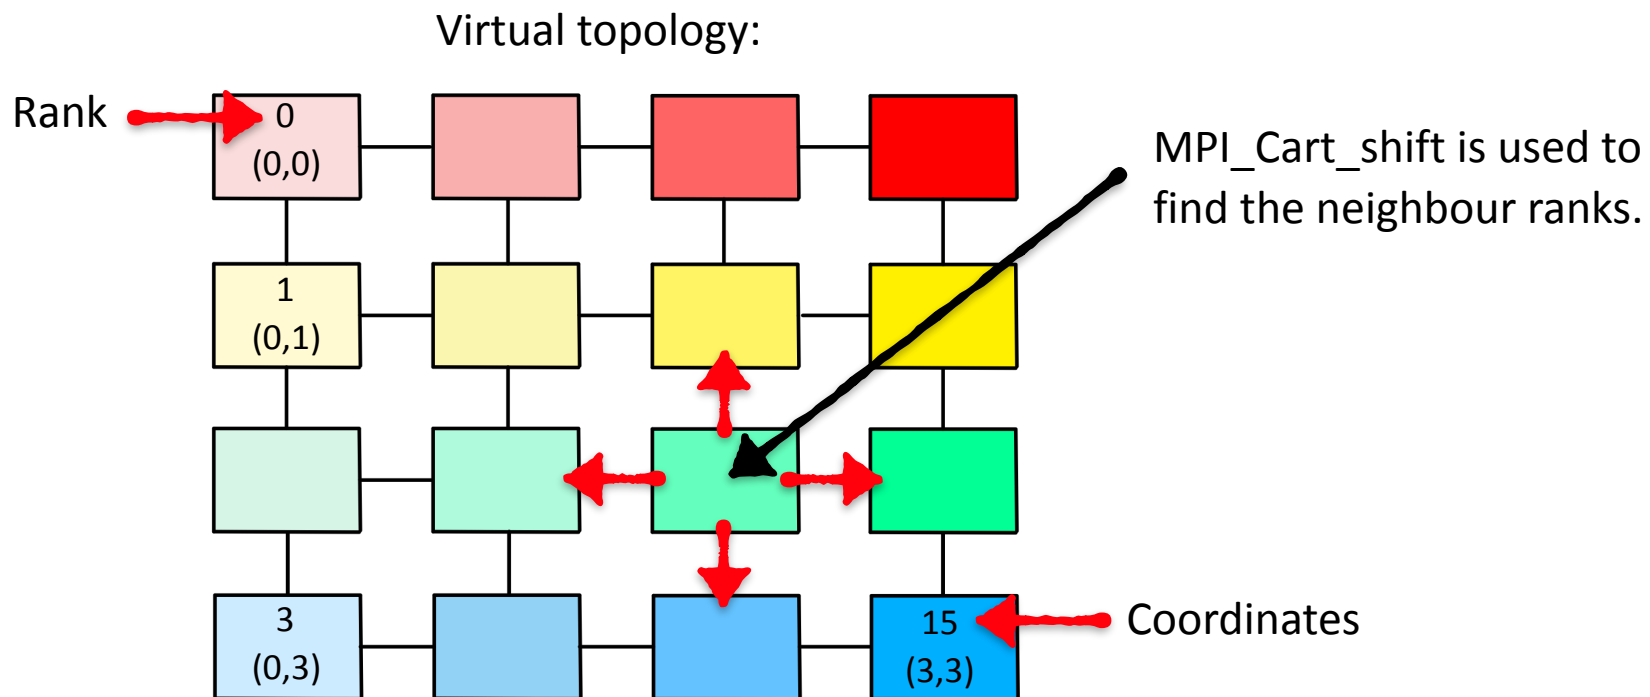 Virtual topology:
Rank
0
(0,0)
MPI_Cart_shift is used to
find the neighbour ranks.
1
(0,1)
3
(0,3)
15
(3,3)
Coordinates